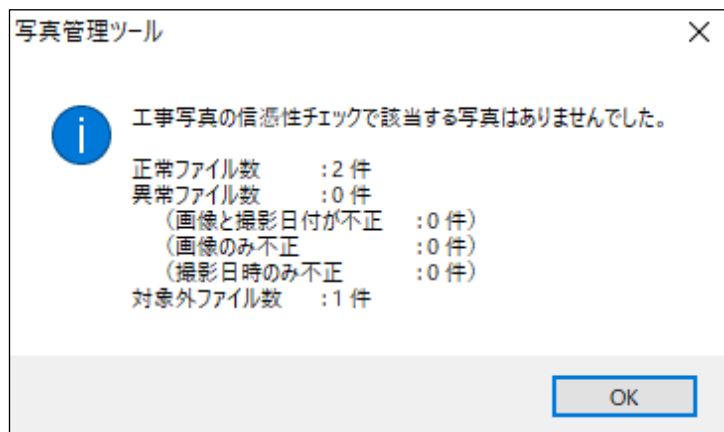 写真管理ツール
工事写真の信憑性チェックで該当する写真はありませんでした。
正常ファイル数 :2 件
異常ファイル数 :0 件
(画像と撮影日付が不正 :0 件)
(画像のみ不正 :0 件)
(撮影日時のみ不正 :0 件)
対象外ファイル数 :1 件
OK